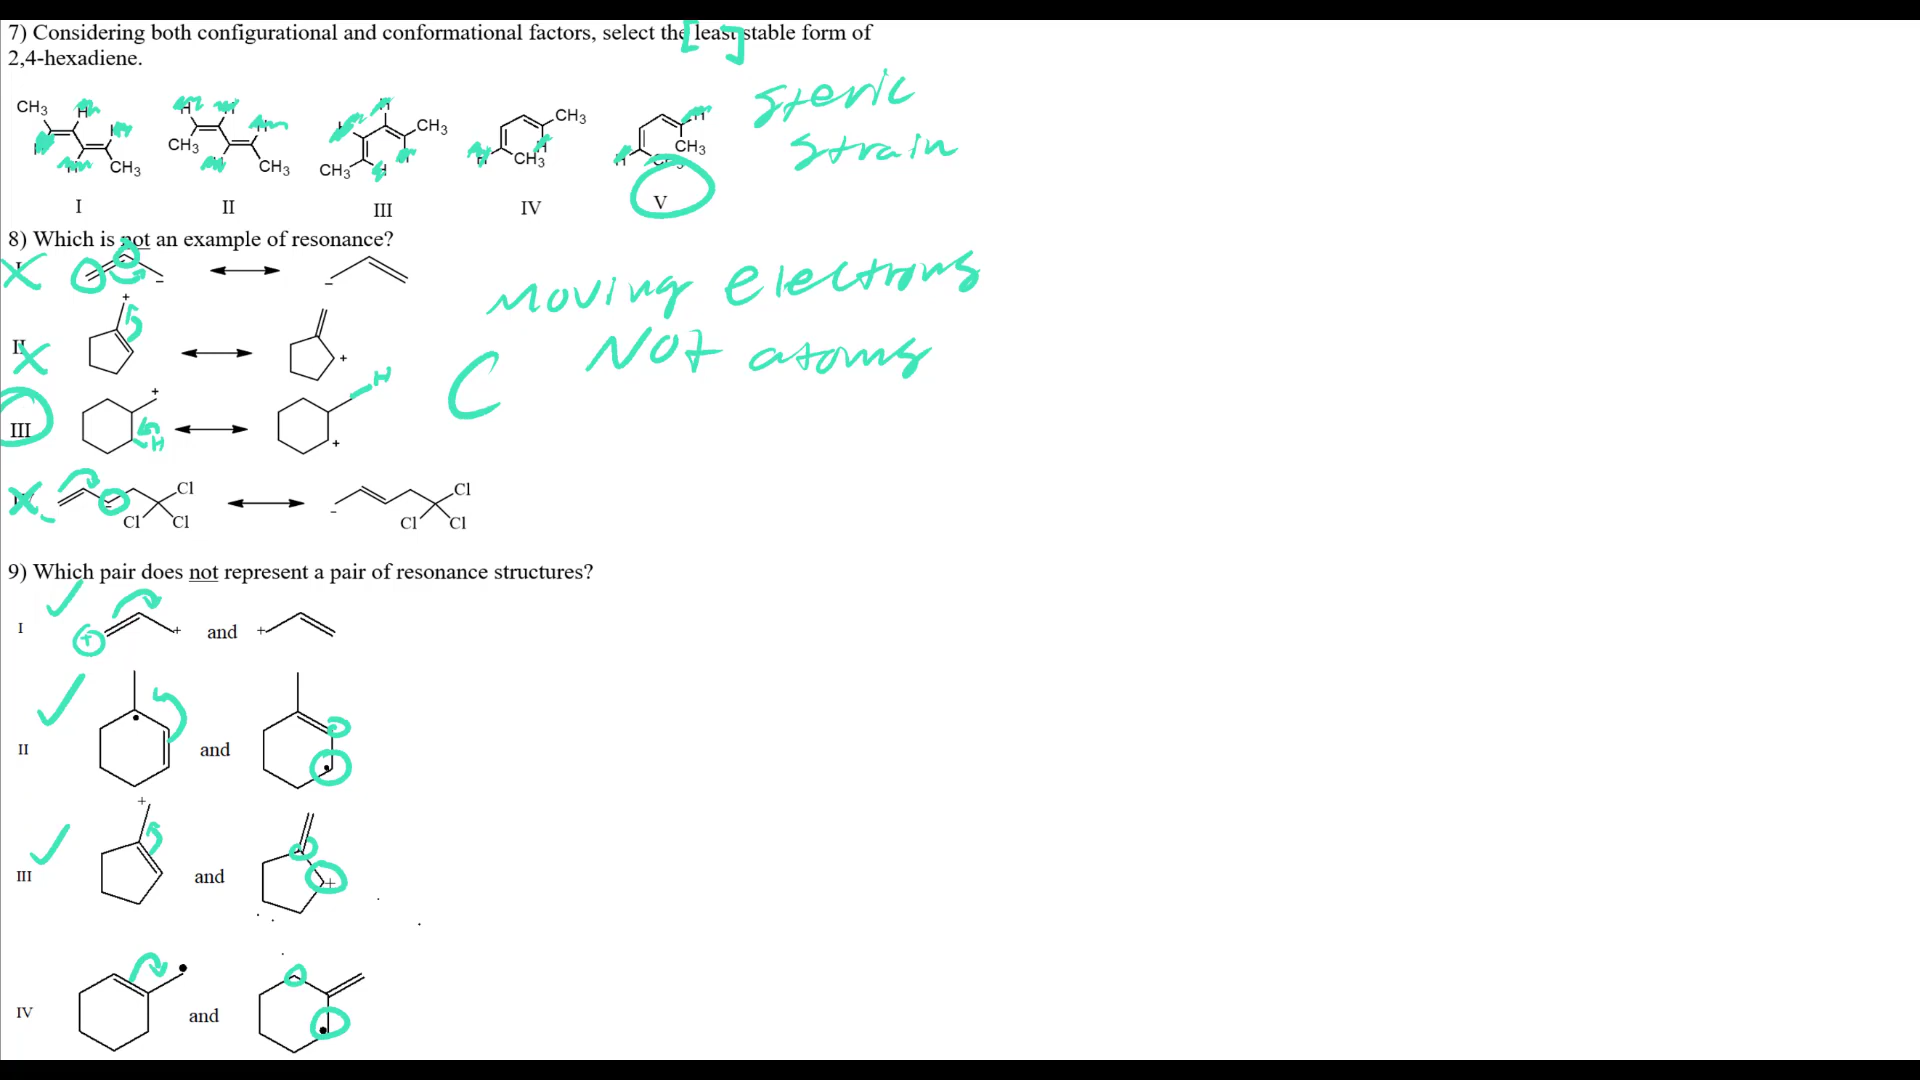 7) Considering both configurational and conformational factors, select the least stable form of
2,4-hexadiene.
[ ]
Steric
strain
CH3 H H H H CH3
H H H CH3 H CH3
H H CH3 CH3 H H
CH3 H CH3 H
H CH3 H
I II III IV V
8) Which is not an example of resonance?
I
- -
Moving electrons
NOT atoms
+
II
+
C
+ H
III
H +
Cl Cl
- Cl Cl - Cl Cl
9) Which pair does not represent a pair of resonance structures?
I + + and +
II and
+
III and +
IV and